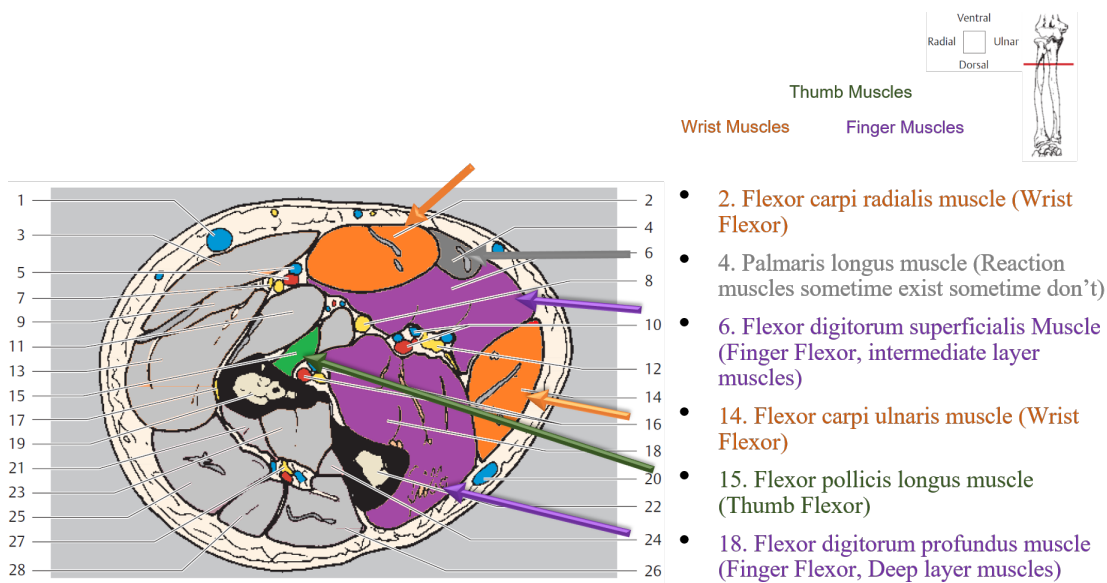 Ventral
Radial Ulnar
Dorsal
Thumb Muscles
Wrist Muscles Finger Muscles
1
3
5
7
9
11
13
15
17
19
21
23
25
27
28
2
4
6
8
10
12
14
16
18
20
22
24
26
• 2. Flexor carpi radialis muscle (Wrist
Flexor)
• 4. Palmaris longus muscle (Reaction
muscles sometime exist sometime don't)
• 6. Flexor digitorum superficialis Muscle
(Finger Flexor, intermediate layer
muscles)
• 14. Flexor carpi ulnaris muscle (Wrist
Flexor)
• 15. Flexor pollicis longus muscle
(Thumb Flexor)
• 18. Flexor digitorum profundus muscle
(Finger Flexor, Deep layer muscles)